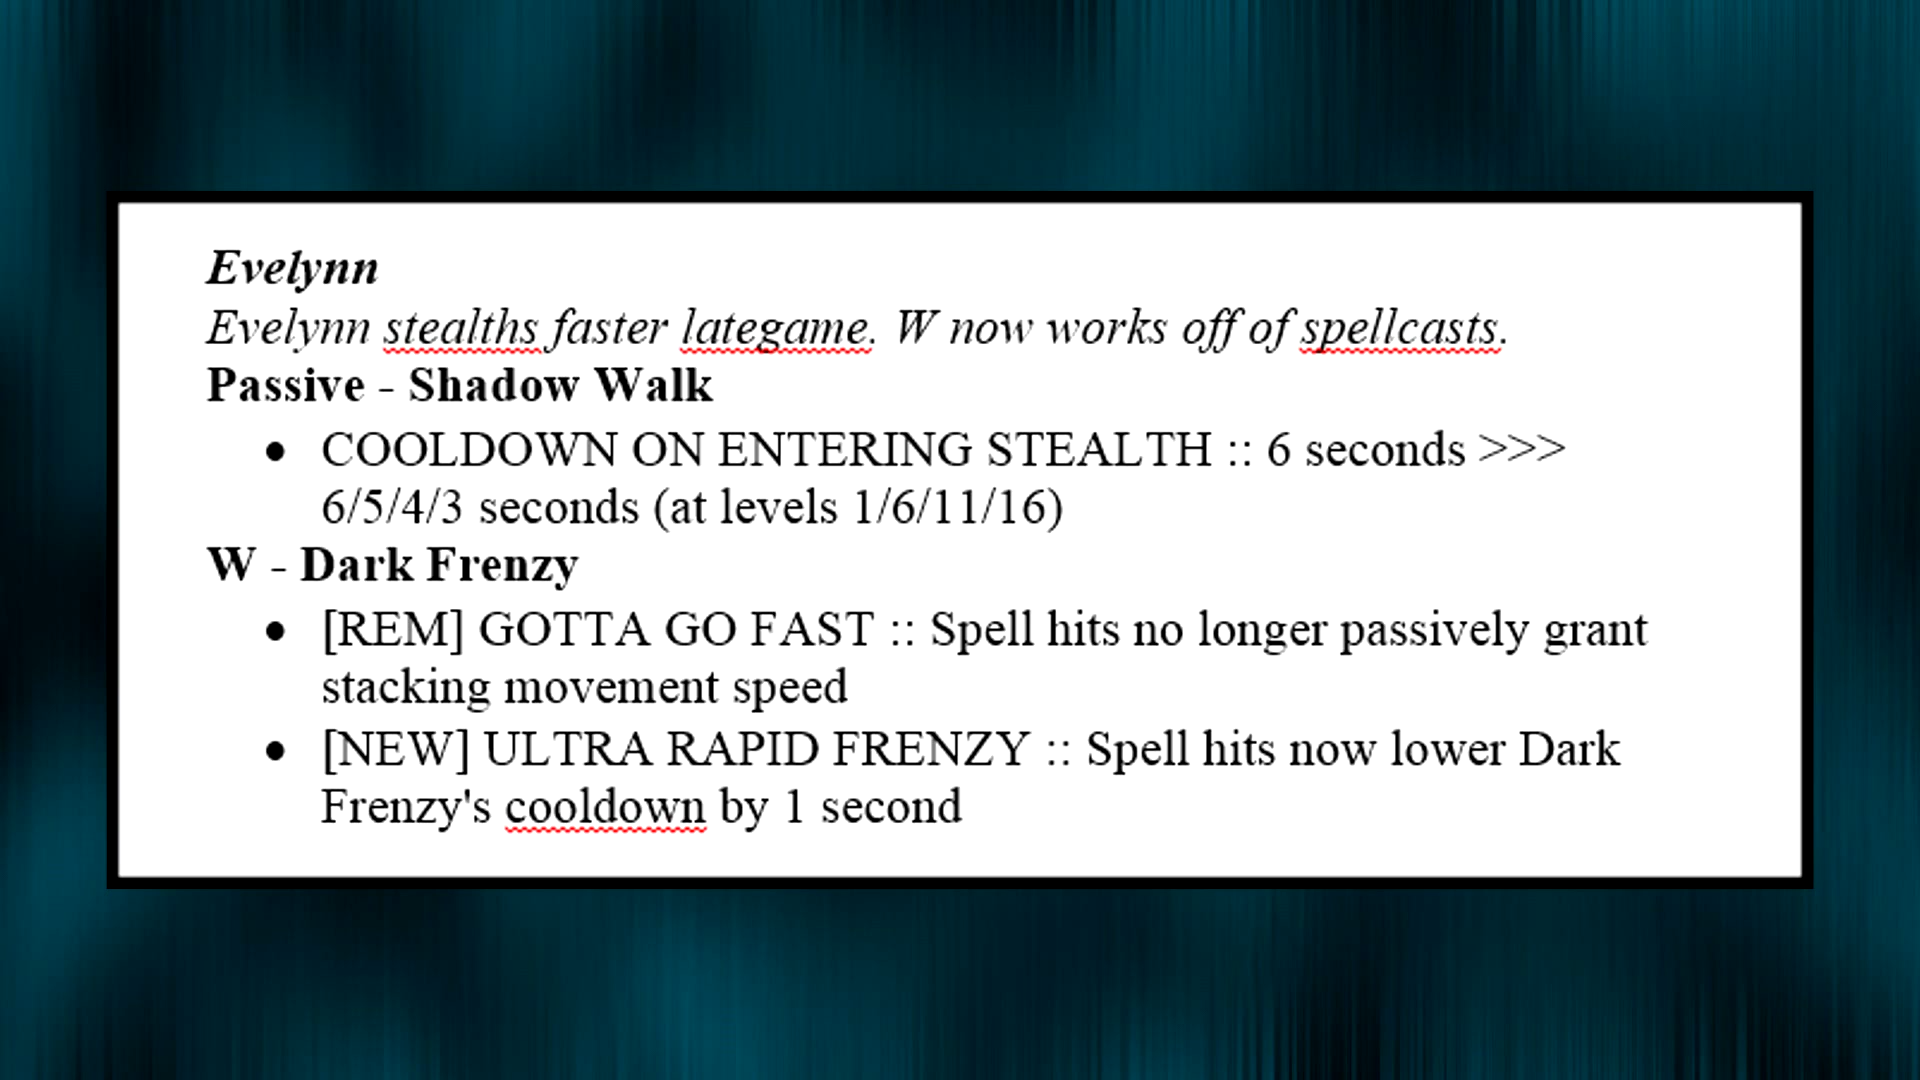 Evelynn
Evelynn stealths faster lategame. W now works off of spellcasts.
Passive - Shadow Walk
• COOLDOWN ON ENTERING STEALTH :: 6 seconds >>>
6/5/4/3 seconds (at levels 1/6/11/16)
W - Dark Frenzy
• [REM] GOTTA GO FAST :: Spell hits no longer passively grant
stacking movement speed
• [NEW] ULTRA RAPID FRENZY :: Spell hits now lower Dark
Frenzy's cooldown by 1 second